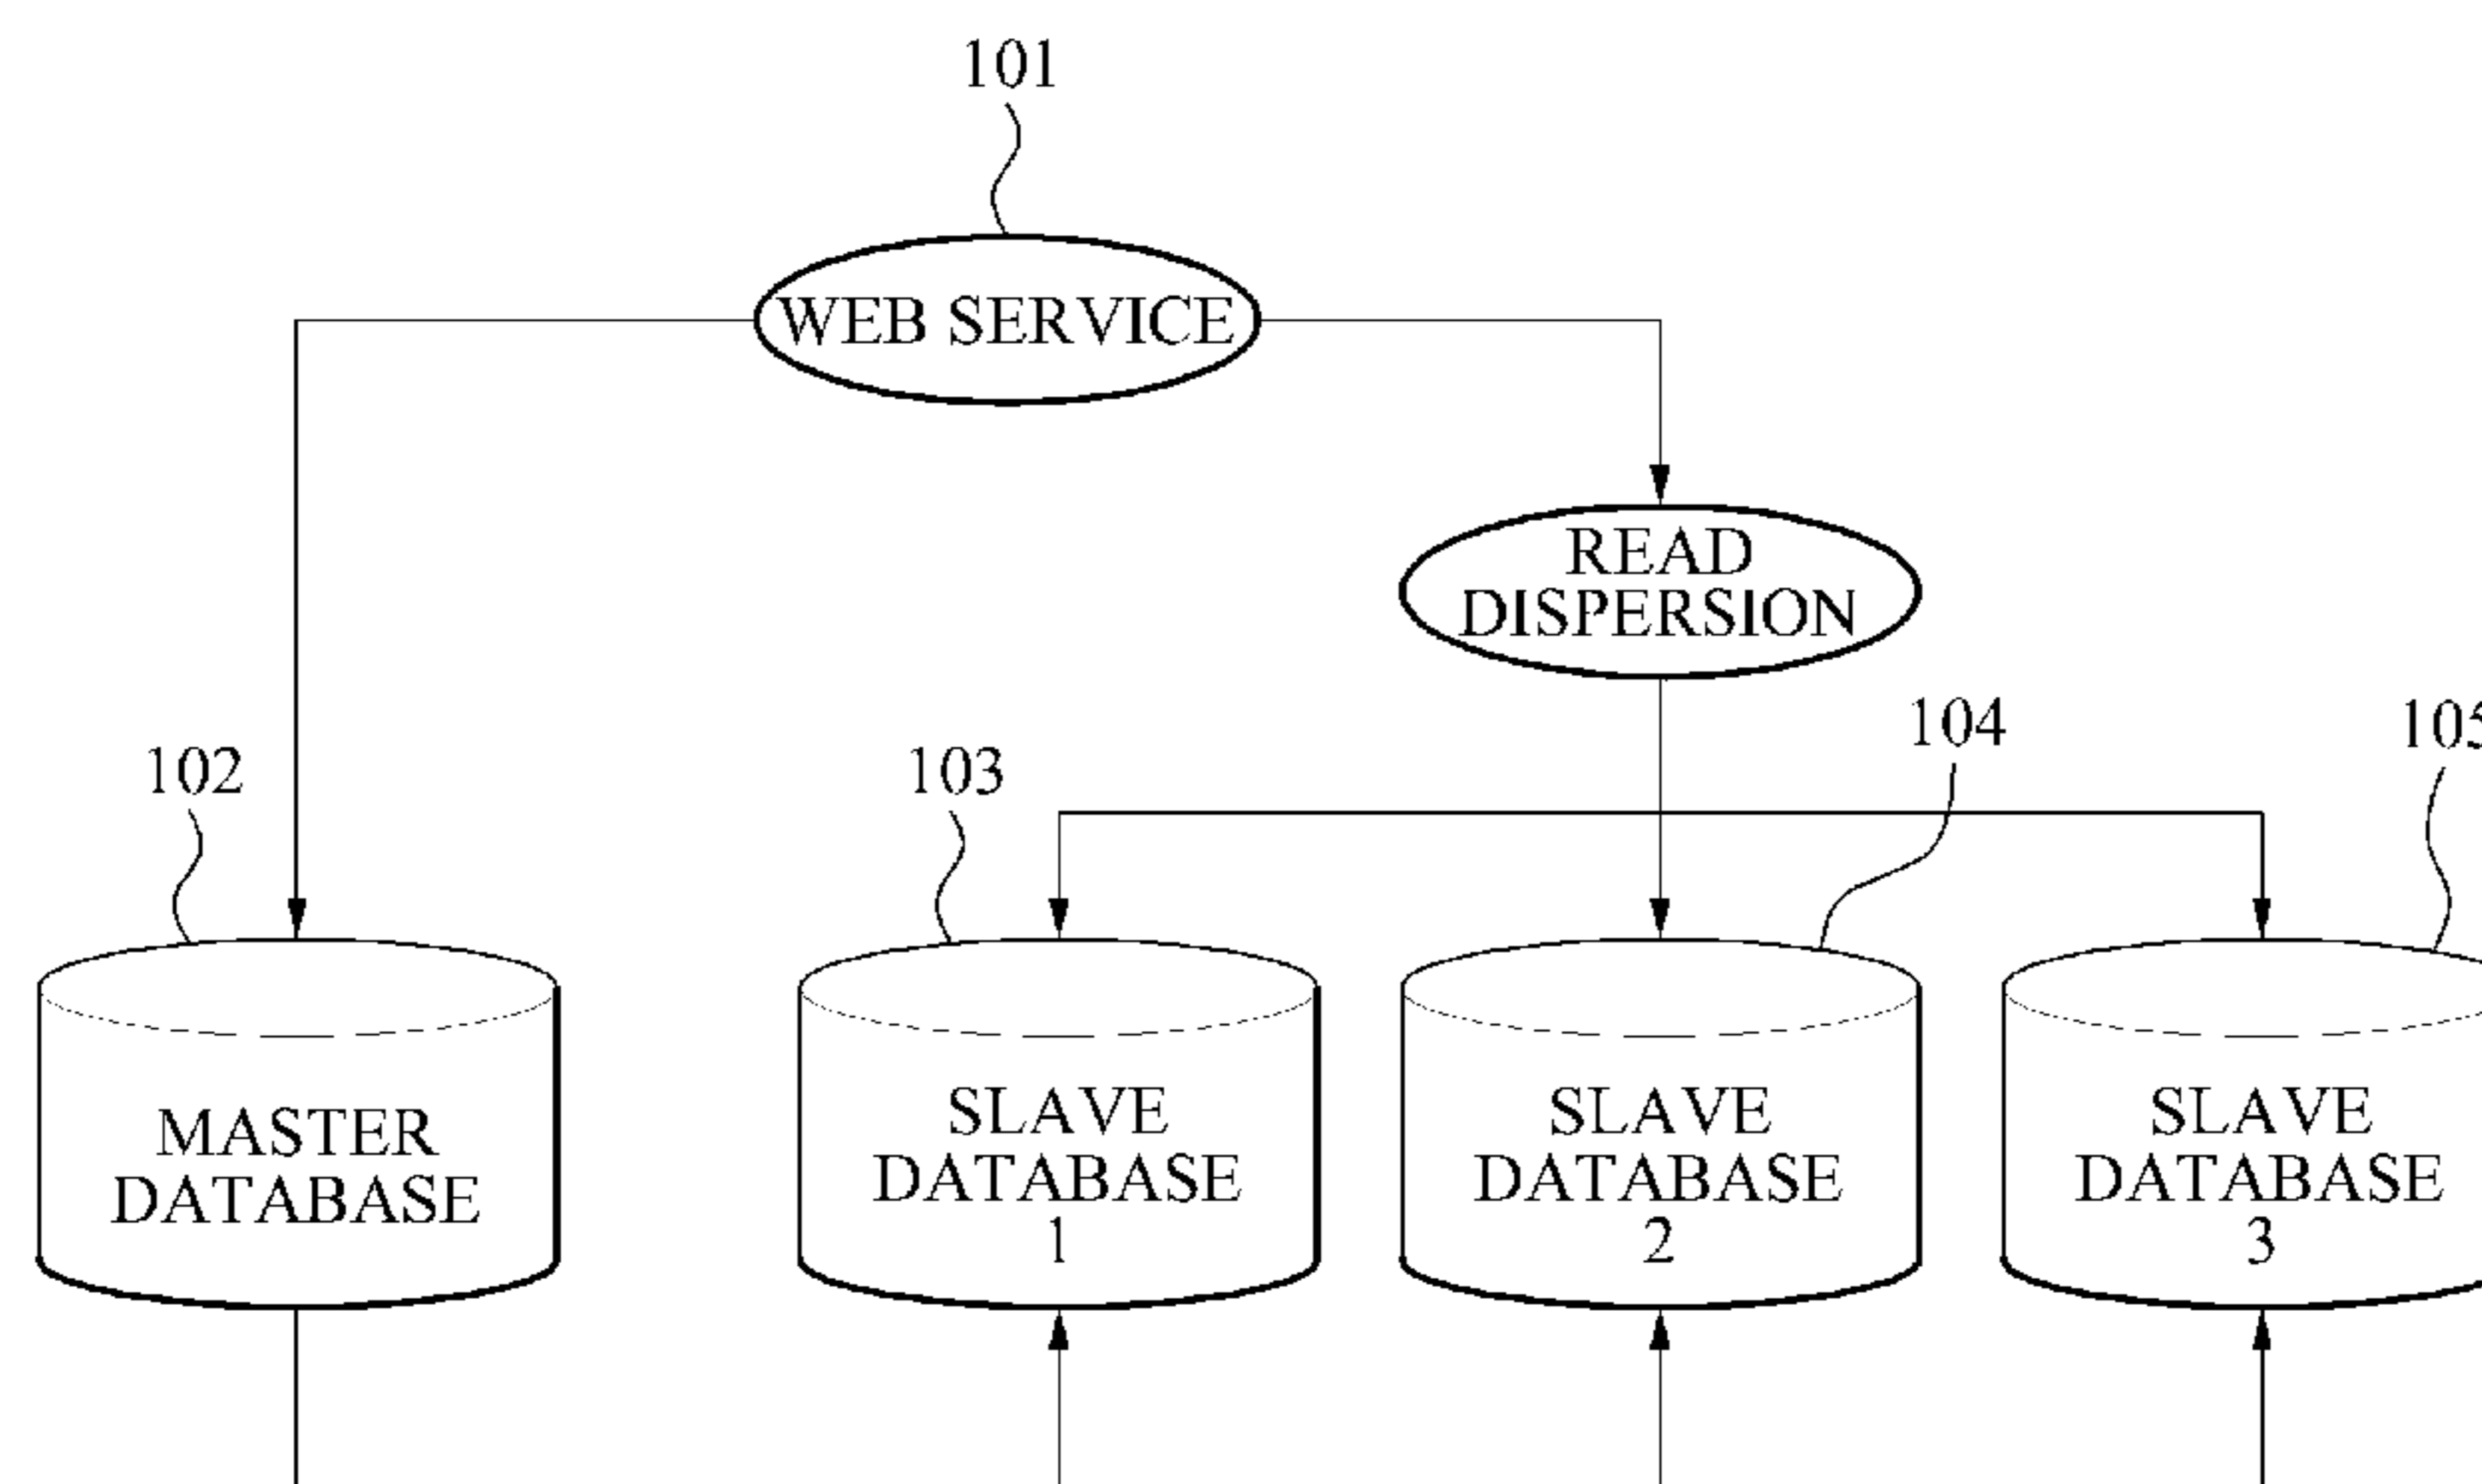 101
WEB SERVICE
READ
DISPERSION
102
103
104
105
MASTER
DATABASE
SLAVE
DATABASE
1
SLAVE
DATABASE
2
SLAVE
DATABASE
3